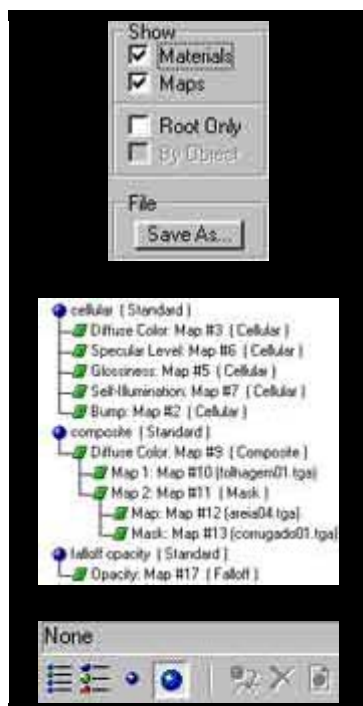 Show
Materials
Maps
Root Only
By Object
File
Save As...
cellular ( Standard )
Diffuse Color: Map #3 ( Cellular )
Specular Level: Map #6 ( Cellular )
Glossiness: Map #5 ( Cellular )
Self-Illumination: Map #7 ( Cellular )
Bump: Map #2 ( Cellular )
composite ( Standard )
Diffuse Color: Map #9 ( Composite )
Map 1: Map #10 (folhagem01.tga)
Map 2: Map #11 ( Mask )
Map: Map #12 (areia04.tga)
Mask: Map #13 (corrugado01.tga)
falloff opacity ( Standard )
Opacity: Map #17 ( Falloff )
None